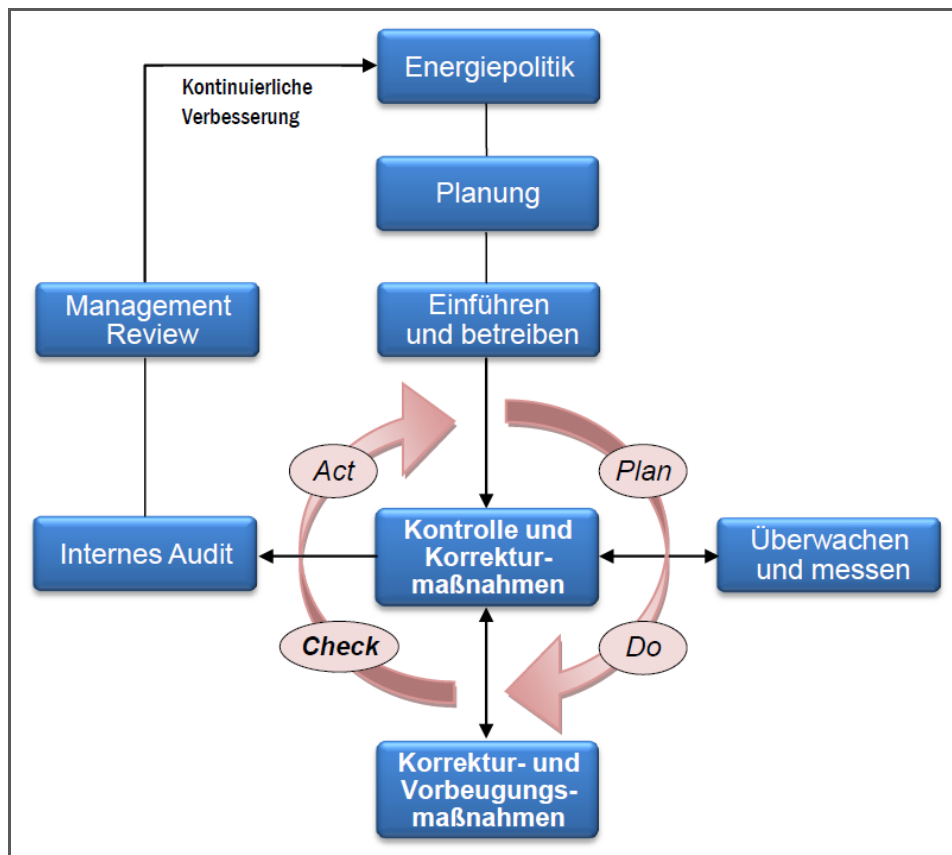 Energiepolitik
Kontinuierliche
Verbesserung
Planung
Management
Review
Einführen
und betreiben
Act
Plan
Internes Audit
Kontrolle und
Korrektur-
maßnahmen
Überwachen
und messen
Check
Do
Korrektur- und
Vorbeugungs-
maßnahmen